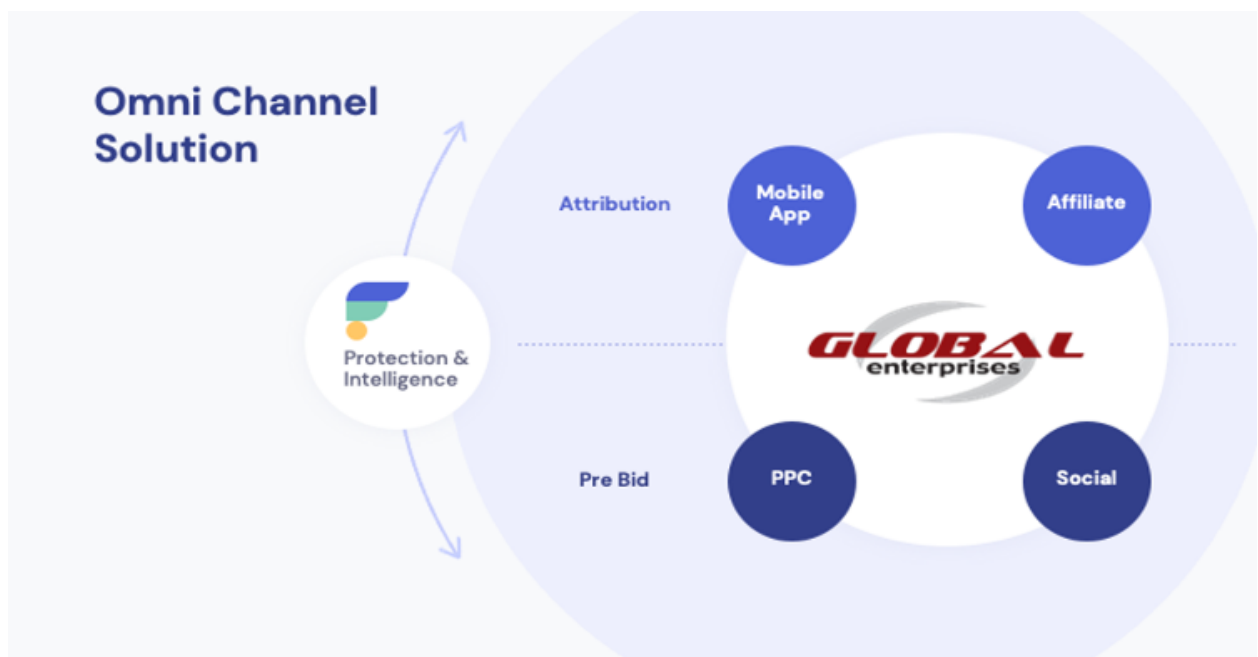 Omni Channel
Solution
Attribution
Mobile
App
Affiliate
Protection &
Intelligence
GLOBAL
enterprises
Pre Bid
PPC
Social